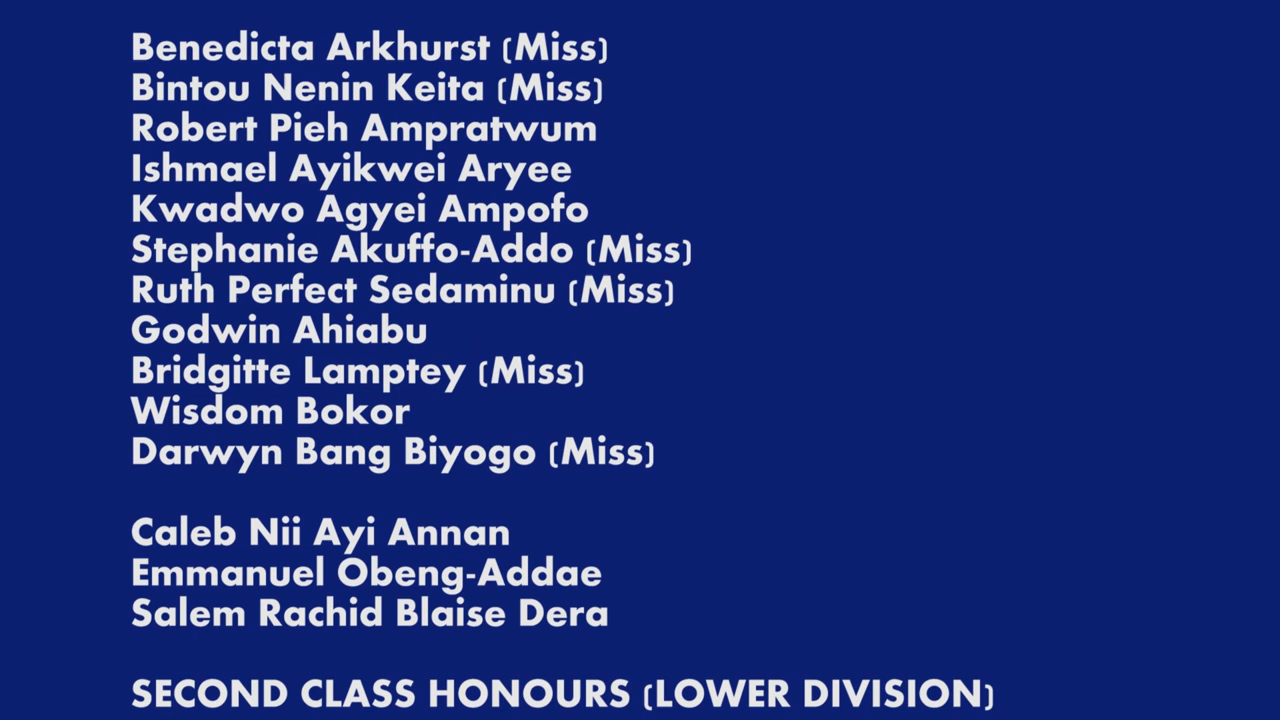 Benedicta Arkhurst (Miss)
Bintou Nenin Keita (Miss)
Robert Pieh Ampratwum
Ishmael Ayikwei Aryee
Kwadwo Agyei Ampofo
Stephanie Akuffo-Addo (Miss)
Ruth Perfect Sedaminu (Miss)
Godwin Ahiabu
Bridgitte Lamptey (Miss)
Wisdom Bokor
Darwyn Bang Biyogo (Miss)
Caleb Nii Ayi Annan
Emmanuel Obeng-Addae
Salem Rachid Blaise Dera
SECOND CLASS HONOURS (LOWER DIVISION)